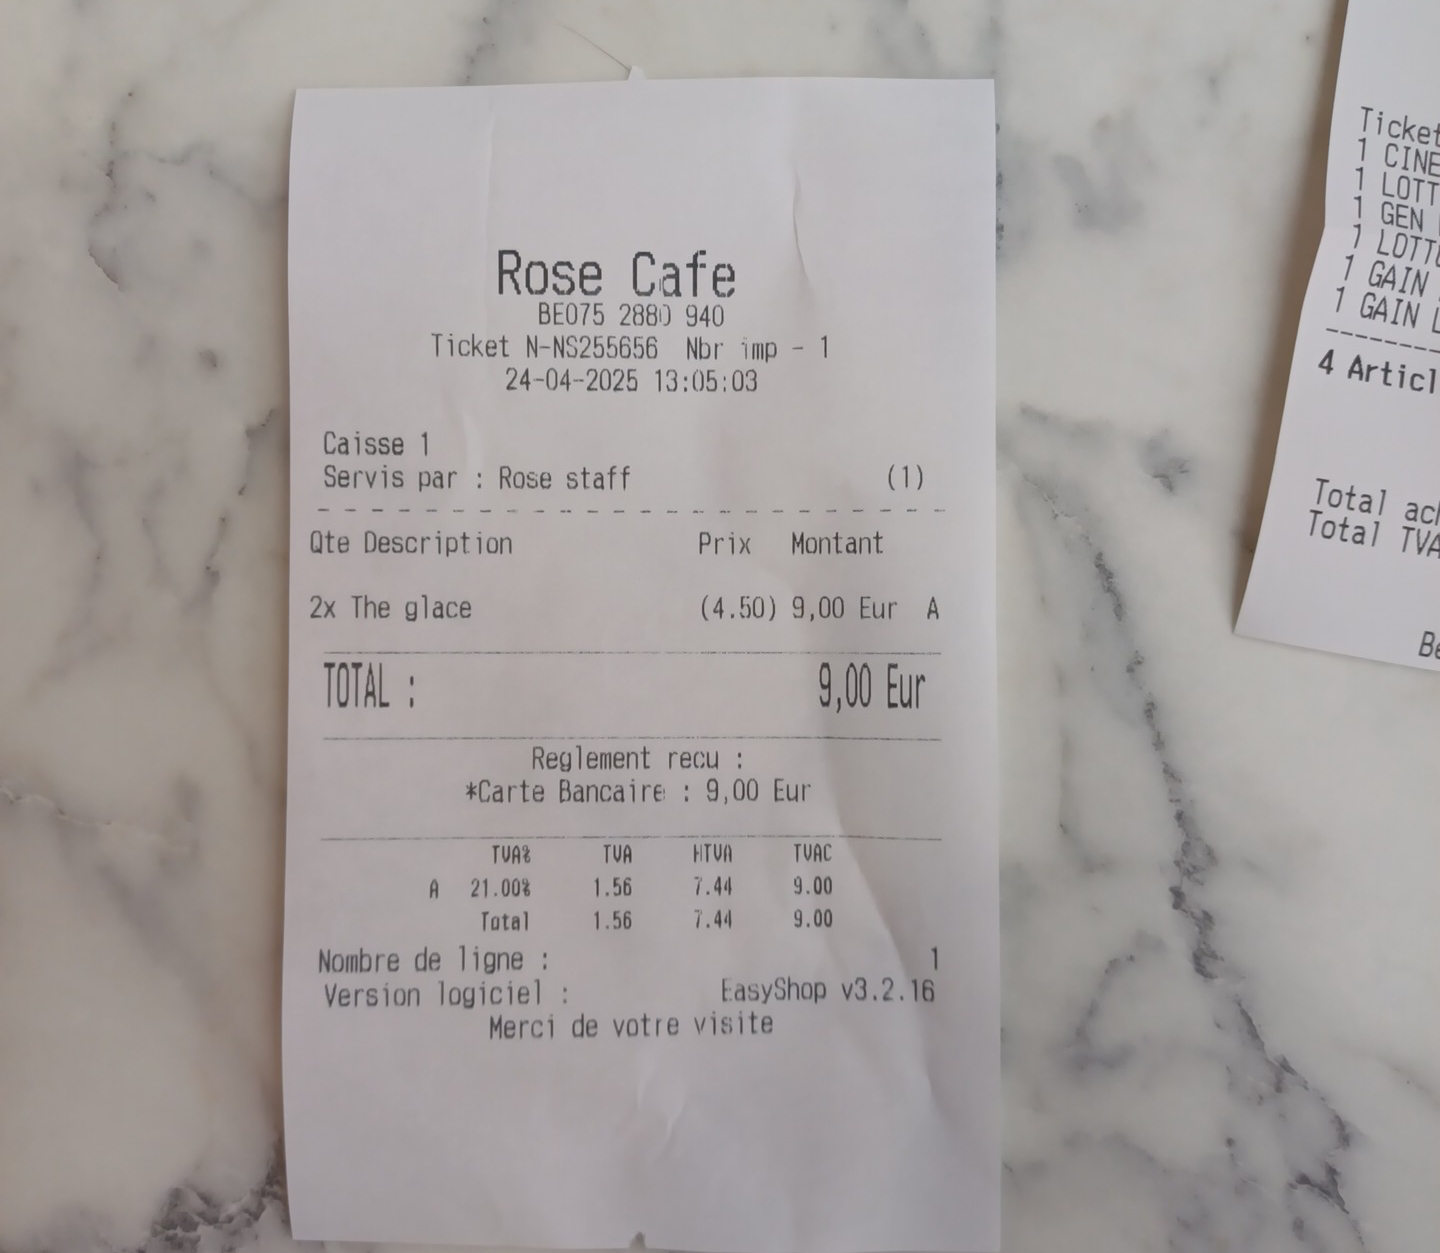 Rose Cafe
BE075 2880 940
Ticket N-NS255656 Nbr imp - 1
24-04-2025 13:05:03
Caisse 1
Servis par : Rose staff (1)
Qte Description Prix Montant
2x The glace (4.50) 9,00 Eur A
TOTAL : 9,00 Eur
Reglement recu :
*Carte Bancaire : 9,00 Eur
TVA% TVA HTVA TVAC
A 21.00% 1.56 7.44 9.00
Total 1.56 7.44 9.00
Nombre de ligne : 1
Version logiciel : EasyShop v3.2.16
Merci de votre visite
Ticket
1 CINE
1 LOTT
1 GEN
1 LOTT
1 GAIN
1 GAIN L
4 Articl
Total ach
Total TVA
Be